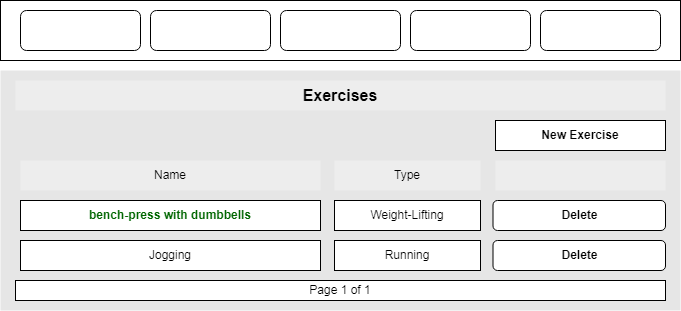 Exercises
New Exercise
Name Type
bench-press with dumbbells Weight-Lifting Delete
Jogging Running Delete
Page 1 of 1